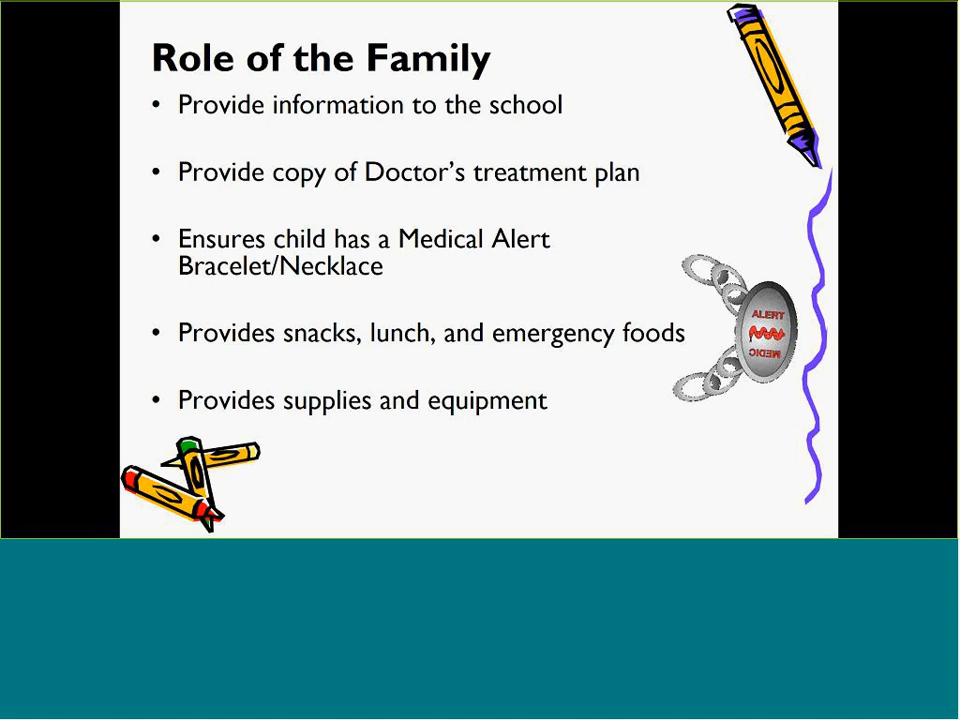 Role of the Family
• Provide information to the school
• Provide copy of Doctor's treatment plan
• Ensures child has a Medical Alert
Bracelet/Necklace
• Provides snacks, lunch, and emergency foods
• Provides supplies and equipment
ALERT
MEDIC